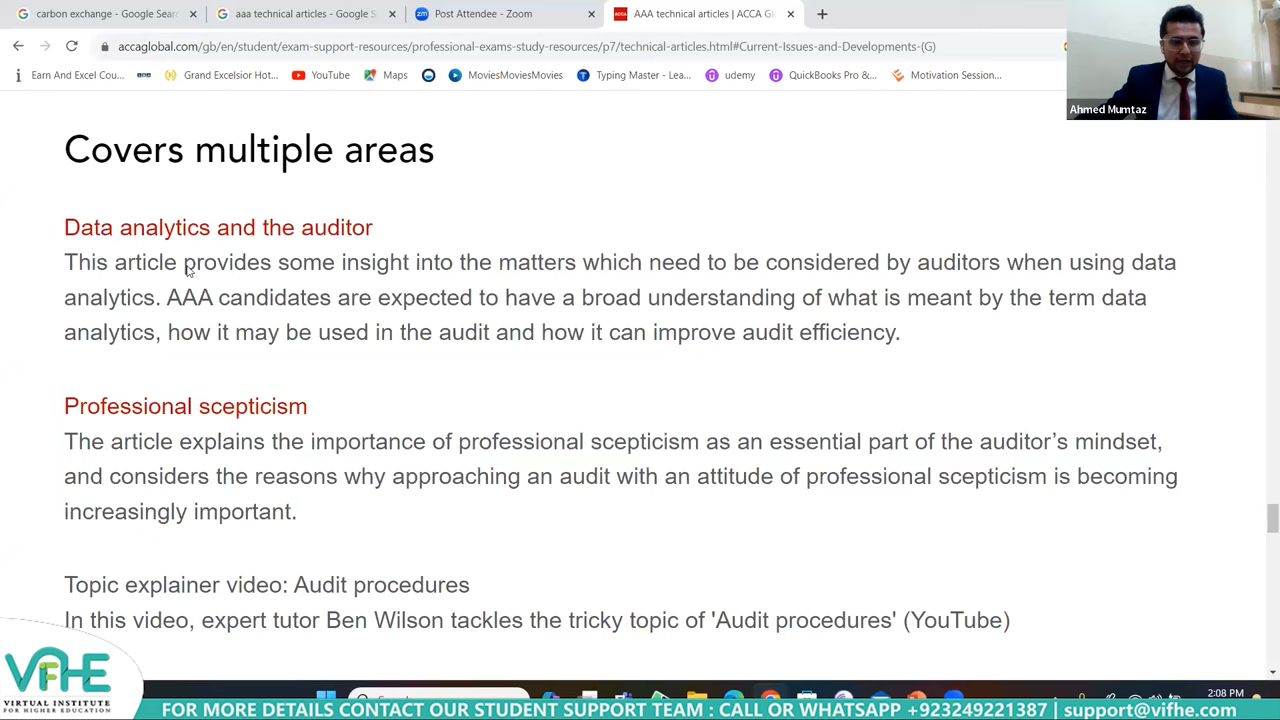 carbon exchange - Google Searc
aaa technical articles - Google S
Post Attendee - Zoom
AAA technical articles | ACCA Gl
accaglobal.com/gb/en/student/exam-support-resources/professional-exams-study-resources/p7/technical-articles.html#Current-Issues-and-Developments-(G)
Earn And Excel Cou...
Grand Excelsior Hot...
YouTube
Maps
MoviesMoviesMovies
Typing Master - Lea...
udemy
QuickBooks Pro &...
Motivation Session...
Ahmed Mumtaz
Covers multiple areas
Data analytics and the auditor
This article provides some insight into the matters which need to be considered by auditors when using data
analytics. AAA candidates are expected to have a broad understanding of what is meant by the term data
analytics, how it may be used in the audit and how it can improve audit efficiency.
Professional scepticism
The article explains the importance of professional scepticism as an essential part of the auditor's mindset,
and considers the reasons why approaching an audit with an attitude of professional scepticism is becoming
increasingly important.
Topic explainer video: Audit procedures
In this video, expert tutor Ben Wilson tackles the tricky topic of 'Audit procedures' (YouTube)
VIFHE
VIRTUAL INSTITUTE
FOR HIGHER EDUCATION
2:08 PM
FOR MORE DETAILS CONTACT OUR STUDENT SUPPORT TEAM : CALL OR WHATSAPP +923249221387 | support@vifhe.com